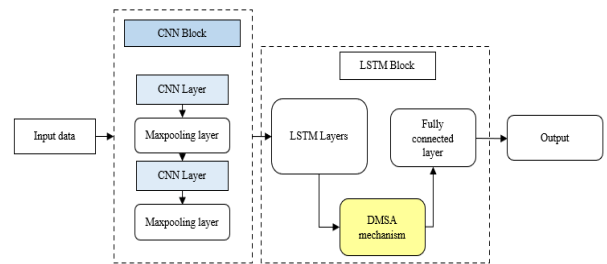 CNN Block
CNN Layer
Maxpooling layer
CNN Layer
Maxpooling layer
Input data
LSTM Block
LSTM Layers
DMSA
mechanism
Fully
connected
layer
Output